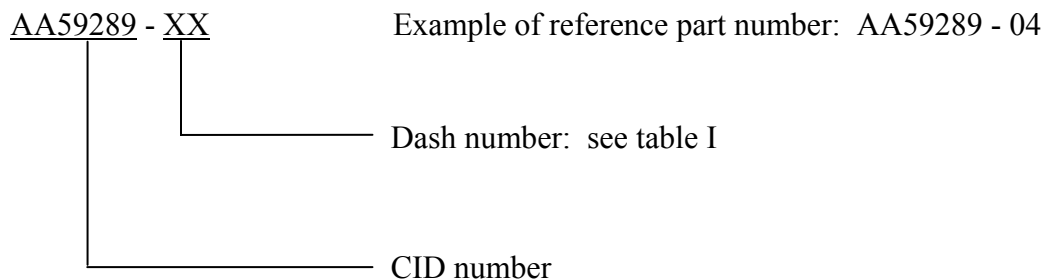 AA59289 - XX Example of reference part number: AA59289 - 04
Dash number: see table I
CID number